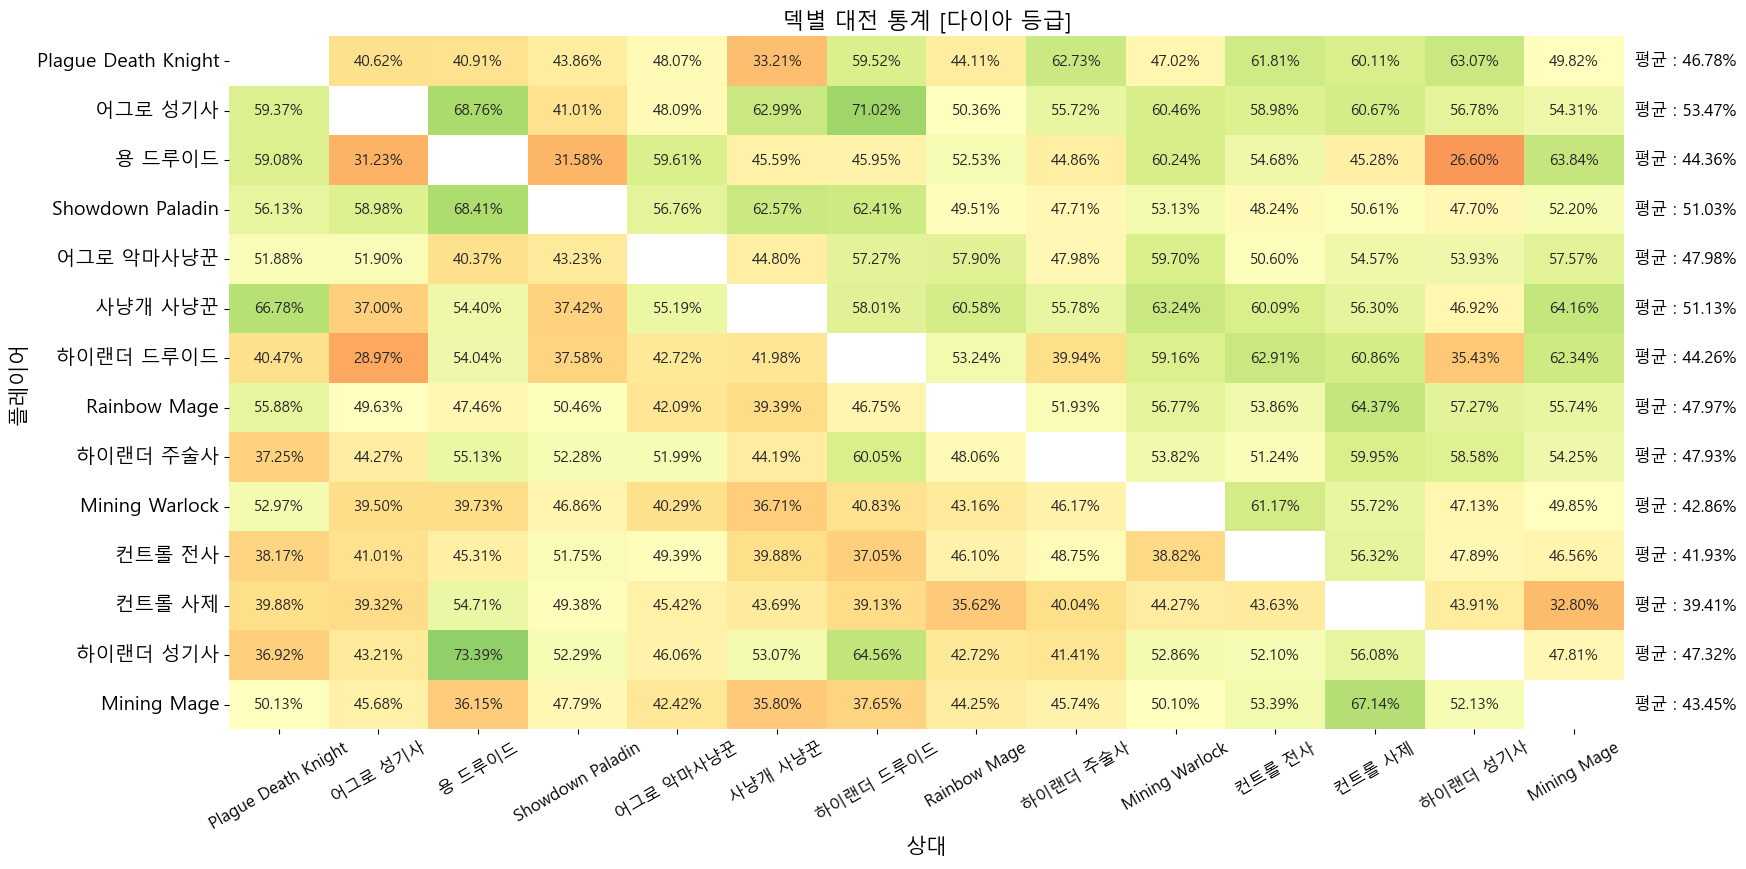 덱별 대전 통계 [다이아 등급]
플레이어
Plague Death Knight 40.62% 40.91% 43.86% 48.07% 33.21% 59.52% 44.11% 62.73% 47.02% 61.81% 60.11% 63.07% 49.82% 평균 : 46.78%
어그로 성기사 59.37% 68.76% 41.01% 48.09% 62.99% 71.02% 50.36% 55.72% 60.46% 58.98% 60.67% 56.78% 54.31% 평균 : 53.47%
용 드루이드 59.08% 31.23% 31.58% 59.61% 45.59% 45.95% 52.53% 44.86% 60.24% 54.68% 45.28% 26.60% 63.84% 평균 : 44.36%
Showdown Paladin 56.13% 58.98% 68.41% 56.76% 62.57% 62.41% 49.51% 47.71% 53.13% 48.24% 50.61% 47.70% 52.20% 평균 : 51.03%
어그로 악마사냥꾼 51.88% 51.90% 40.37% 43.23% 44.80% 57.27% 57.90% 47.98% 59.70% 50.60% 54.57% 53.93% 57.57% 평균 : 47.98%
사냥개 사냥꾼 66.78% 37.00% 54.40% 37.42% 55.19% 58.01% 60.58% 55.78% 63.24% 60.09% 56.30% 46.92% 64.16% 평균 : 51.13%
하이랜더 드루이드 40.47% 28.97% 54.04% 37.58% 42.72% 41.98% 53.24% 39.94% 59.16% 62.91% 60.86% 35.43% 62.34% 평균 : 44.26%
Rainbow Mage 55.88% 49.63% 47.46% 50.46% 42.09% 39.39% 46.75% 51.93% 56.77% 53.86% 64.37% 57.27% 55.74% 평균 : 47.97%
하이랜더 주술사 37.25% 44.27% 55.13% 52.28% 51.99% 44.19% 60.05% 48.06% 53.82% 51.24% 59.95% 58.58% 54.25% 평균 : 47.93%
Mining Warlock 52.97% 39.50% 39.73% 46.86% 40.29% 36.71% 40.83% 43.16% 46.17% 61.17% 55.72% 47.13% 49.85% 평균 : 42.86%
컨트롤 전사 38.17% 41.01% 45.31% 51.75% 49.39% 39.88% 37.05% 46.10% 48.75% 38.82% 56.32% 47.89% 46.56% 평균 : 41.93%
컨트롤 사제 39.88% 39.32% 54.71% 49.38% 45.42% 43.69% 39.13% 35.62% 40.04% 44.27% 43.63% 43.91% 32.80% 평균 : 39.41%
하이랜더 성기사 36.92% 43.21% 73.39% 52.29% 46.06% 53.07% 64.56% 42.72% 41.41% 52.86% 52.10% 56.08% 47.81% 평균 : 47.32%
Mining Mage 50.13% 45.68% 36.15% 47.79% 42.42% 35.80% 37.65% 44.25% 45.74% 50.10% 53.39% 67.14% 52.13% 평균 : 43.45%
Plague Death Knight 어그로 성기사 용 드루이드 Showdown Paladin 어그로 악마사냥꾼 사냥개 사냥꾼 하이랜더 드루이드 Rainbow Mage 하이랜더 주술사 Mining Warlock 컨트롤 전사 컨트롤 사제 하이랜더 성기사 Mining Mage
상대